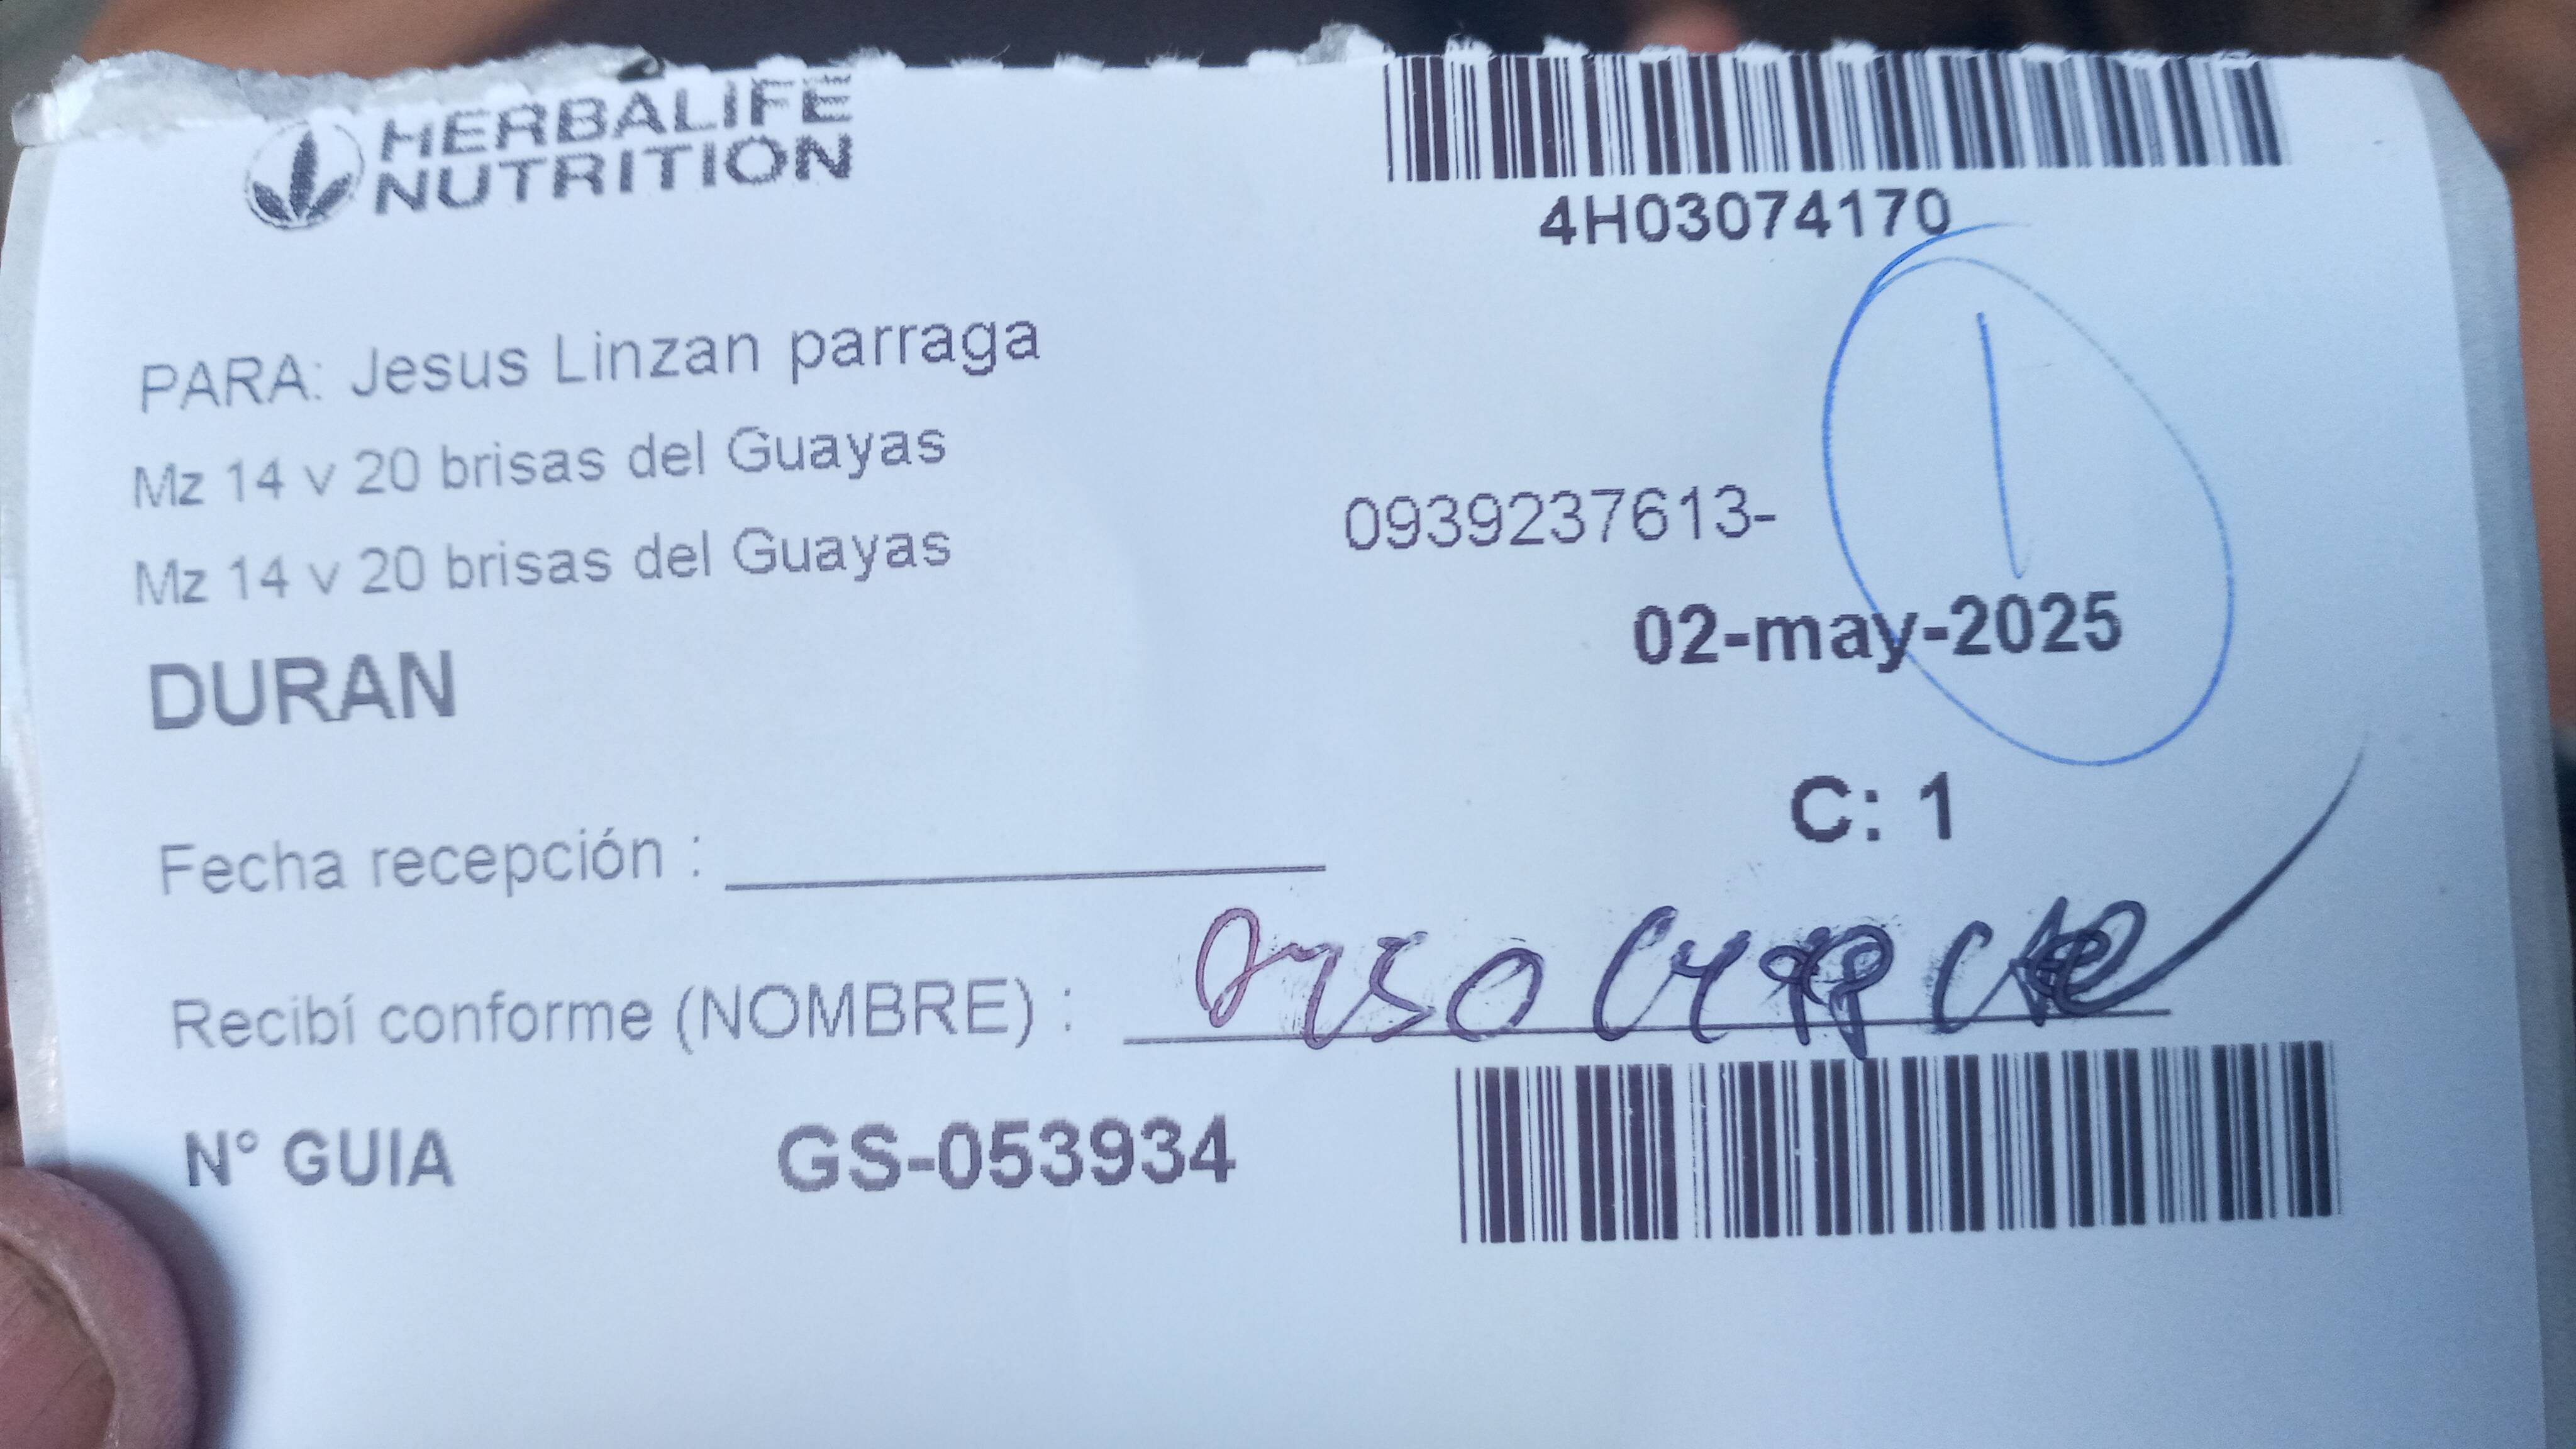 HERBALIFE
NUTRITION
4H03074170
PARA: Jesus Linzan parraga
Mz 14 v 20 brisas del Guayas
0939237613-
1
Mz 14 v 20 brisas del Guayas
02-may-2025
DURAN
C: 1
Fecha recepción :
Recibí conforme (NOMBRE) :
N° GUIA GS-053934